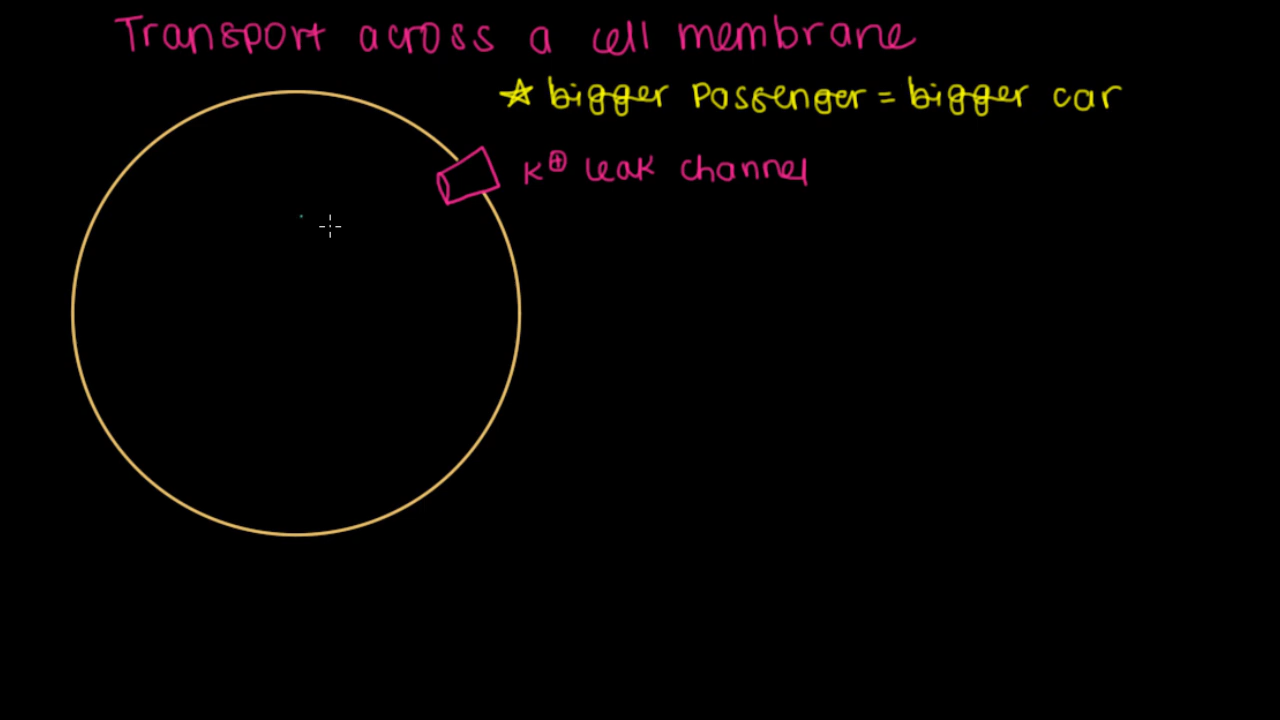 Transport across a cell membrane
☆ bigger Passenger = bigger car
K⊕ leak channel